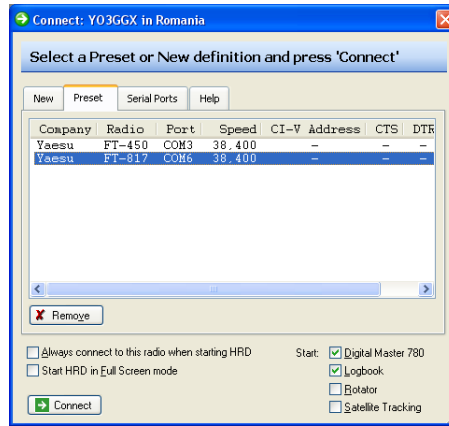 Connect: YO3GGX in Romania
Select a Preset or New definition and press 'Connect'
New Preset Serial Ports Help
Company Radio Port Speed CI-V Address CTS DTR
Yaesu FT-450 COM3 38,400 - - -
Yaesu FT-817 COM6 38,400 - - -
Remove
Always connect to this radio when starting HRD Start: Digital Master 780
Start HRD in Full Screen mode Logbook
Rotator
Connect Satellite Tracking